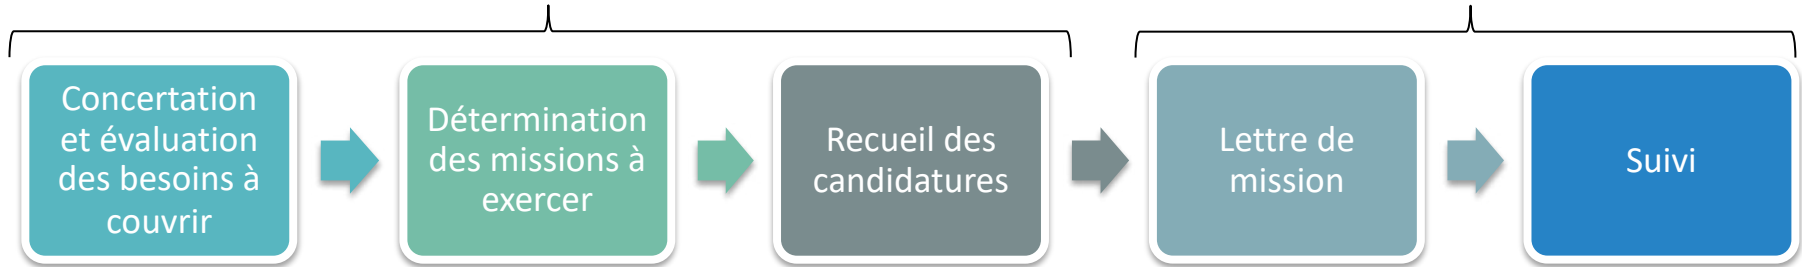 Concertation
et évaluation
des besoins à
couvrir
Détermination
des missions à
exercer
Recueil des
candidatures
Lettre de
mission
Suivi